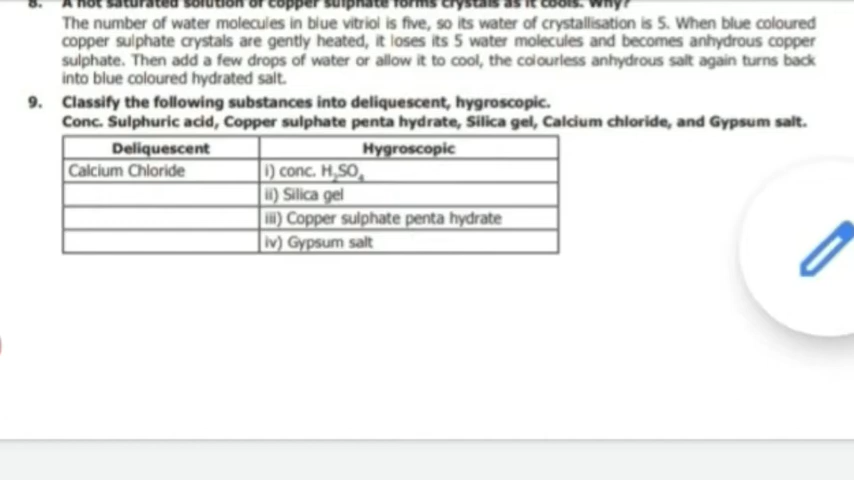 8. A hot saturated solution of copper sulphate forms crystals as it cools. Why?
The number of water molecules in blue vitriol is five, so its water of crystallisation is 5. When blue coloured
copper sulphate crystals are gently heated, it loses its 5 water molecules and becomes anhydrous copper
sulphate. Then add a few drops of water or allow it to cool, the colourless anhydrous salt again turns back
into blue coloured hydrated salt.
9. Classify the following substances into deliquescent, hygroscopic.
Conc. Sulphuric acid, Copper sulphate penta hydrate, Silica gel, Calcium chloride, and Gypsum salt.
Deliquescent Hygroscopic
Calcium Chloride i) conc. H₂SO₄
ii) Silica gel
iii) Copper sulphate penta hydrate
iv) Gypsum salt